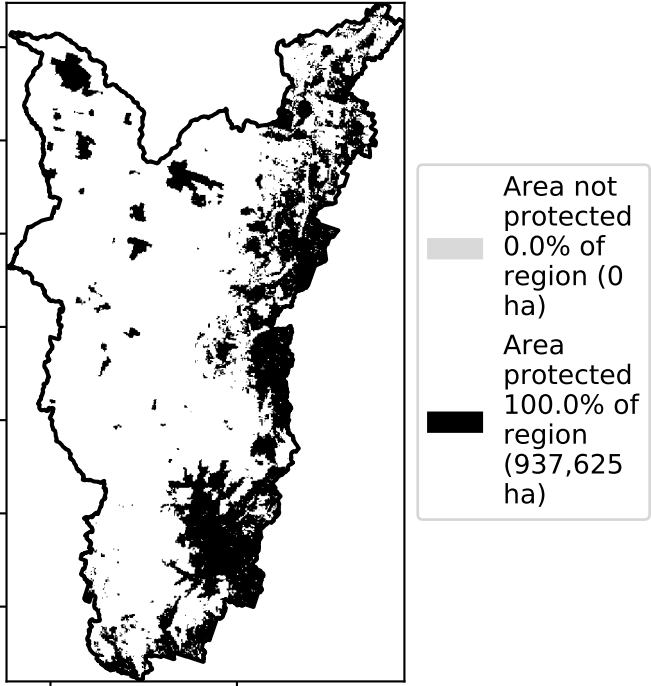 Area not
protected
0.0% of
region (0
ha)
Area
protected
100.0% of
region
(937,625
ha)